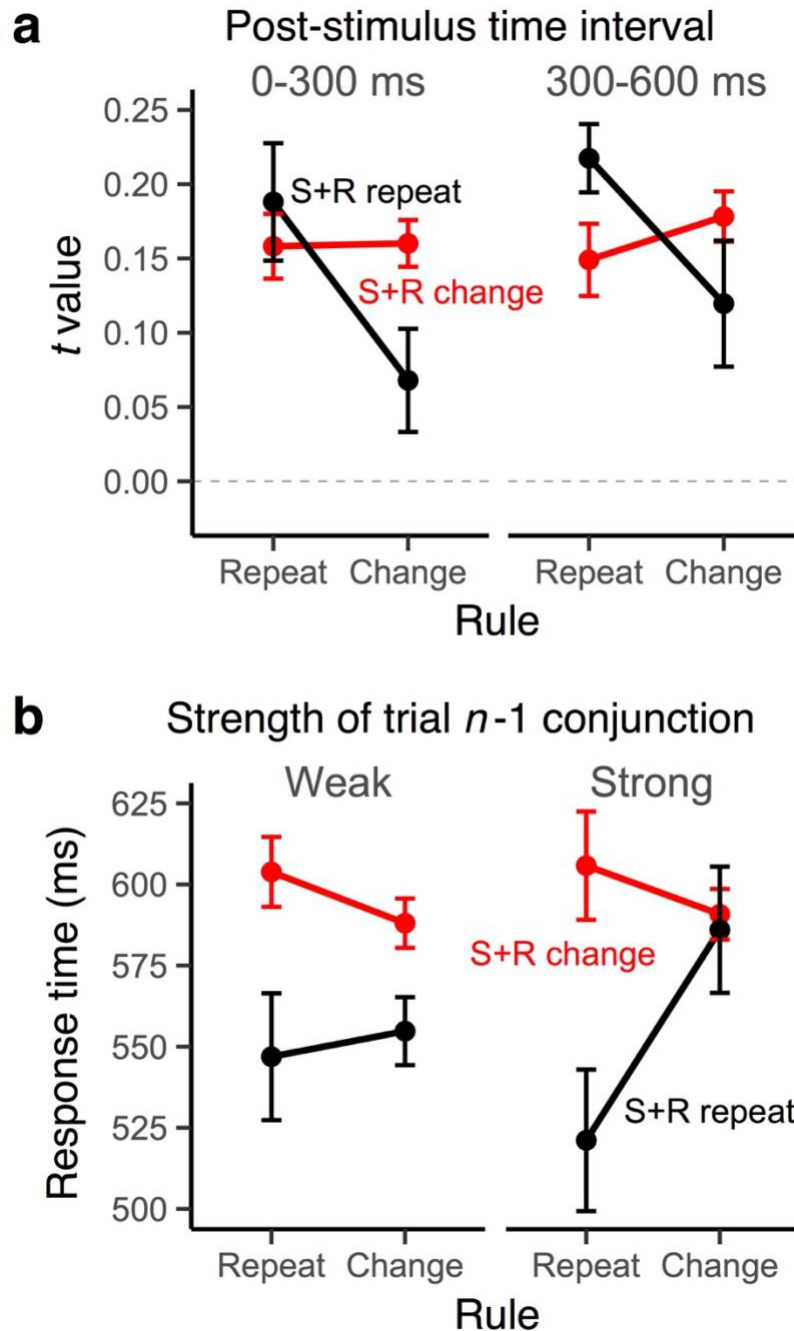 a
Post-stimulus time interval
0-300 ms
300-600 ms
0.25
0.20
0.15
0.10
0.05
0.00
t value
S+R repeat
S+R change
Repeat Change
Repeat Change
Rule
b
Strength of trial n-1 conjunction
Weak
Strong
625
600
575
550
525
500
Response time (ms)
S+R change
S+R repeat
Repeat Change
Repeat Change
Rule